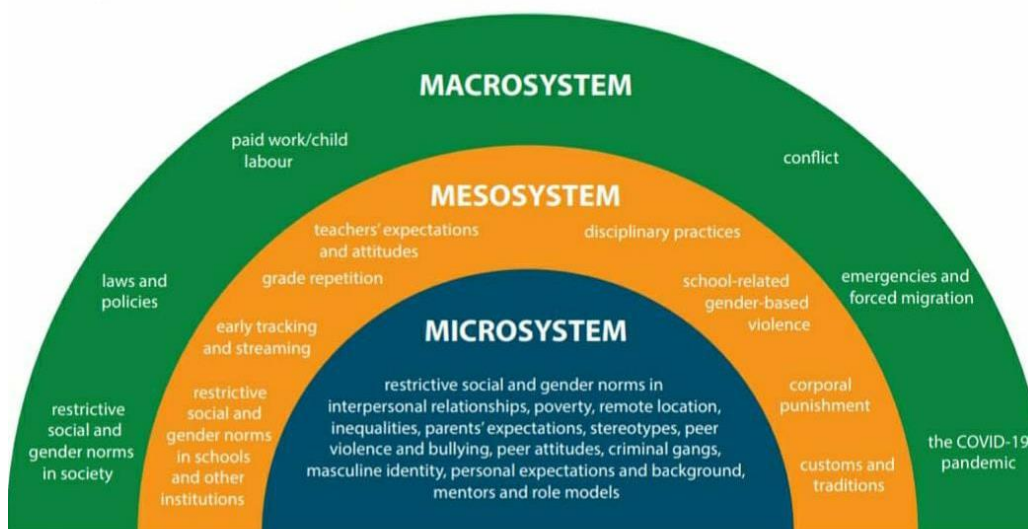 MACROSYSTEM
paid work/child
labour
conflict
laws and
policies
emergencies and
forced migration
restrictive
social and
gender norms
in society
the COVID-19
pandemic
MESOSYSTEM
teachers' expectations
and attitudes
disciplinary practices
grade repetition
school-related
gender-based
violence
early tracking
and streaming
restrictive
social and
gender norms
in schools
and other
institutions
corporal
punishment
customs and
traditions
MICROSYSTEM
restrictive social and gender norms in
interpersonal relationships, poverty, remote location,
inequalities, parents' expectations, stereotypes, peer
violence and bullying, peer attitudes, criminal gangs,
masculine identity, personal expectations and background,
mentors and role models